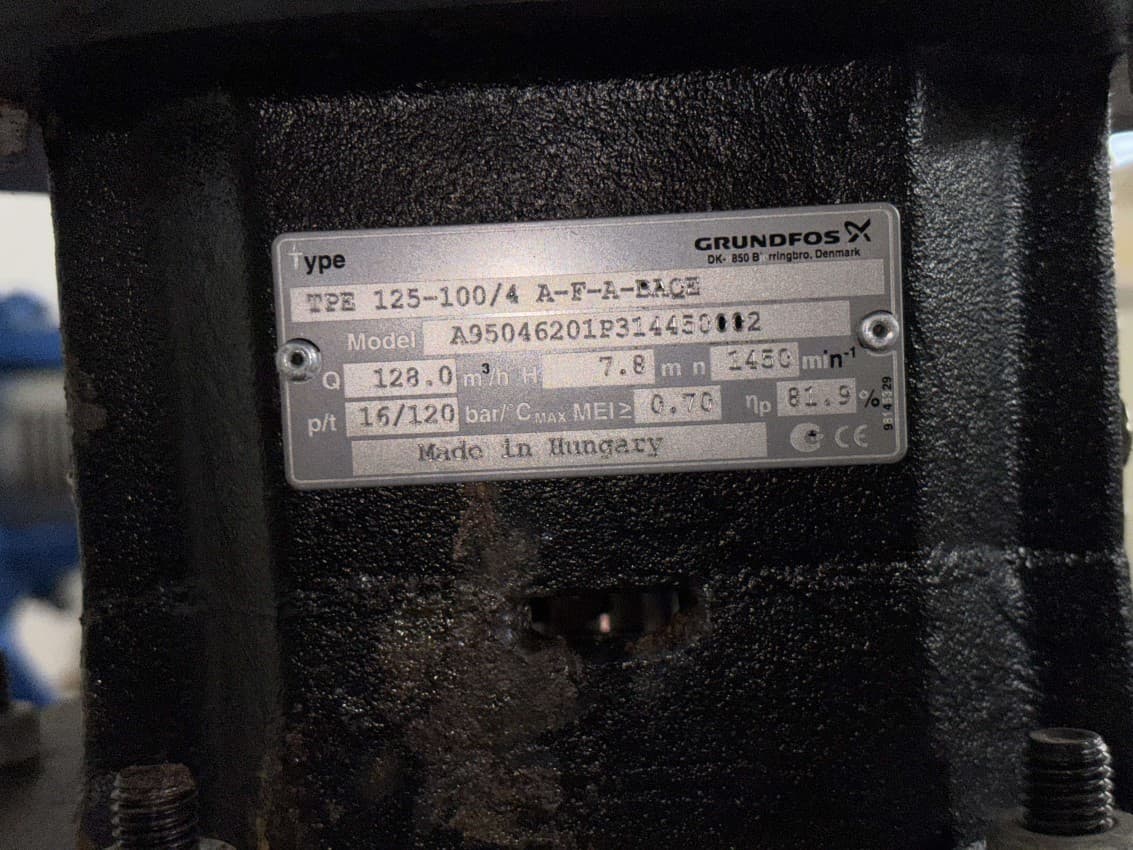 Type
GRUNDFOS
DK- 850 B rringbro, Denmark
TPE 125-100/4 A-F-A-BAQE
Model
Q 128.0 m³/h H 7.8 m n 1450 min⁻¹
p/t 16/120 bar/°C MAX MEI ≥ 0.70 ηp 81.9 %
Made in Hungary
CE